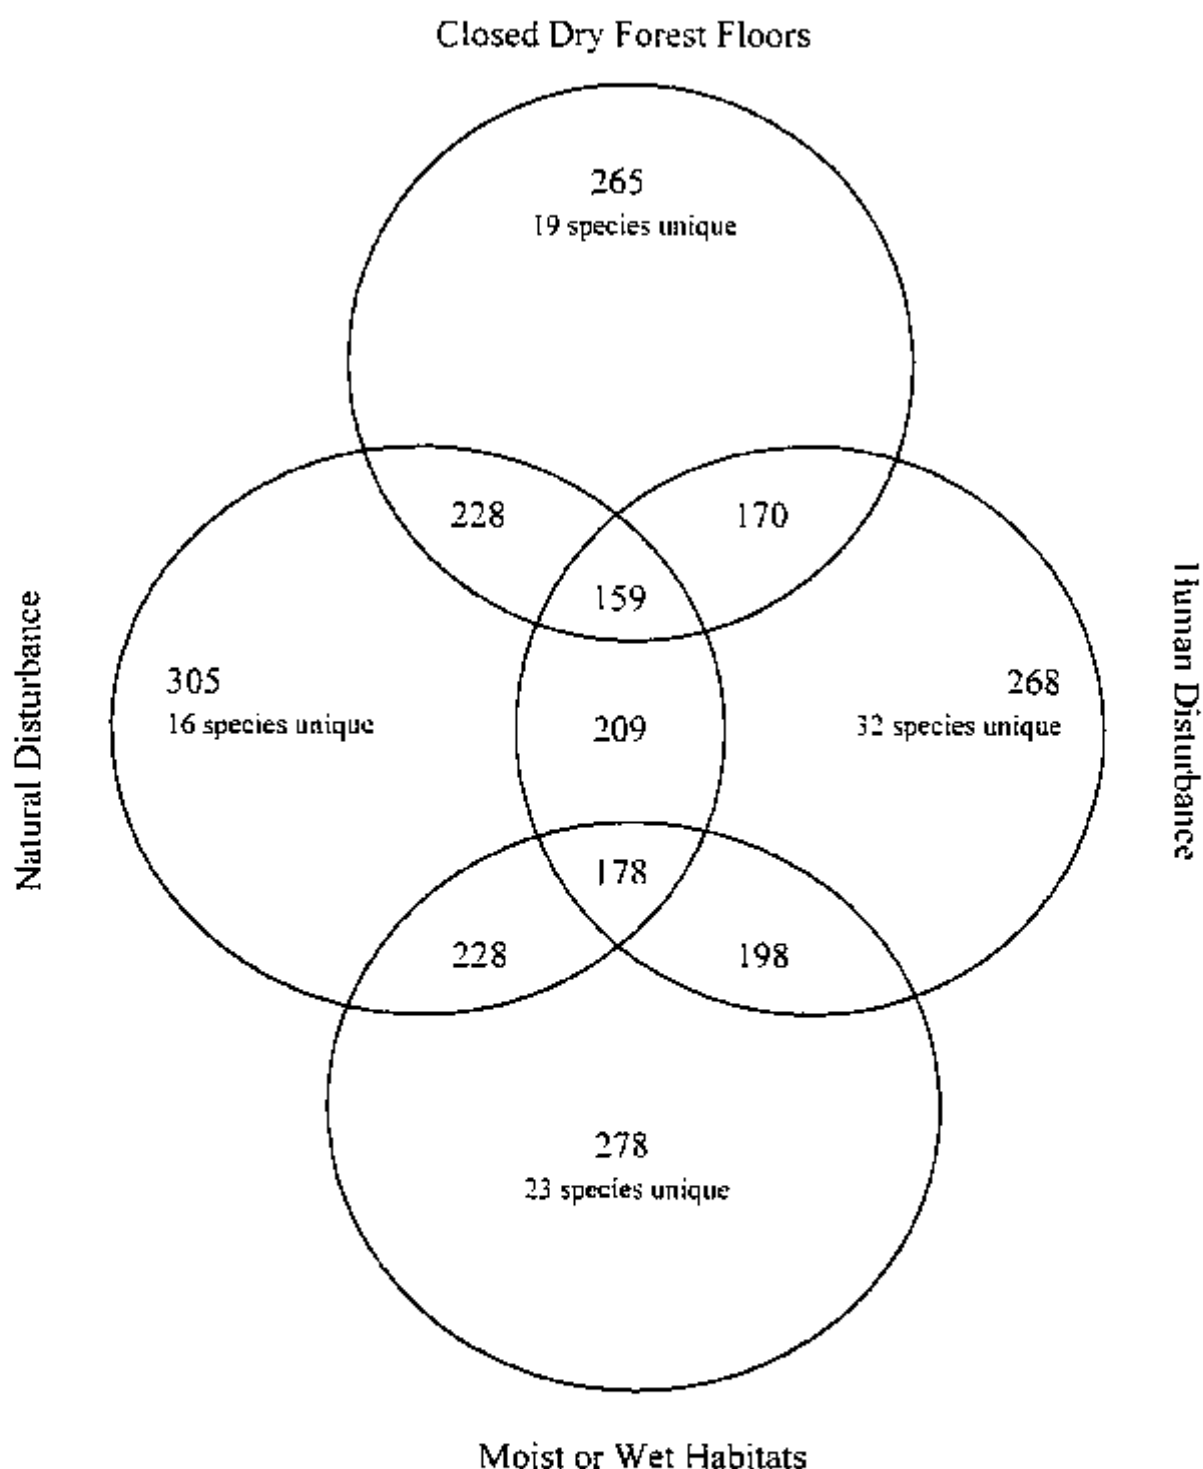 Closed Dry Forest Floors
265
19 species unique
228
170
159
Natural Disturbance
305
16 species unique
209
268
32 species unique
Human Disturbance
178
228
198
278
23 species unique
Moist or Wet Habitats